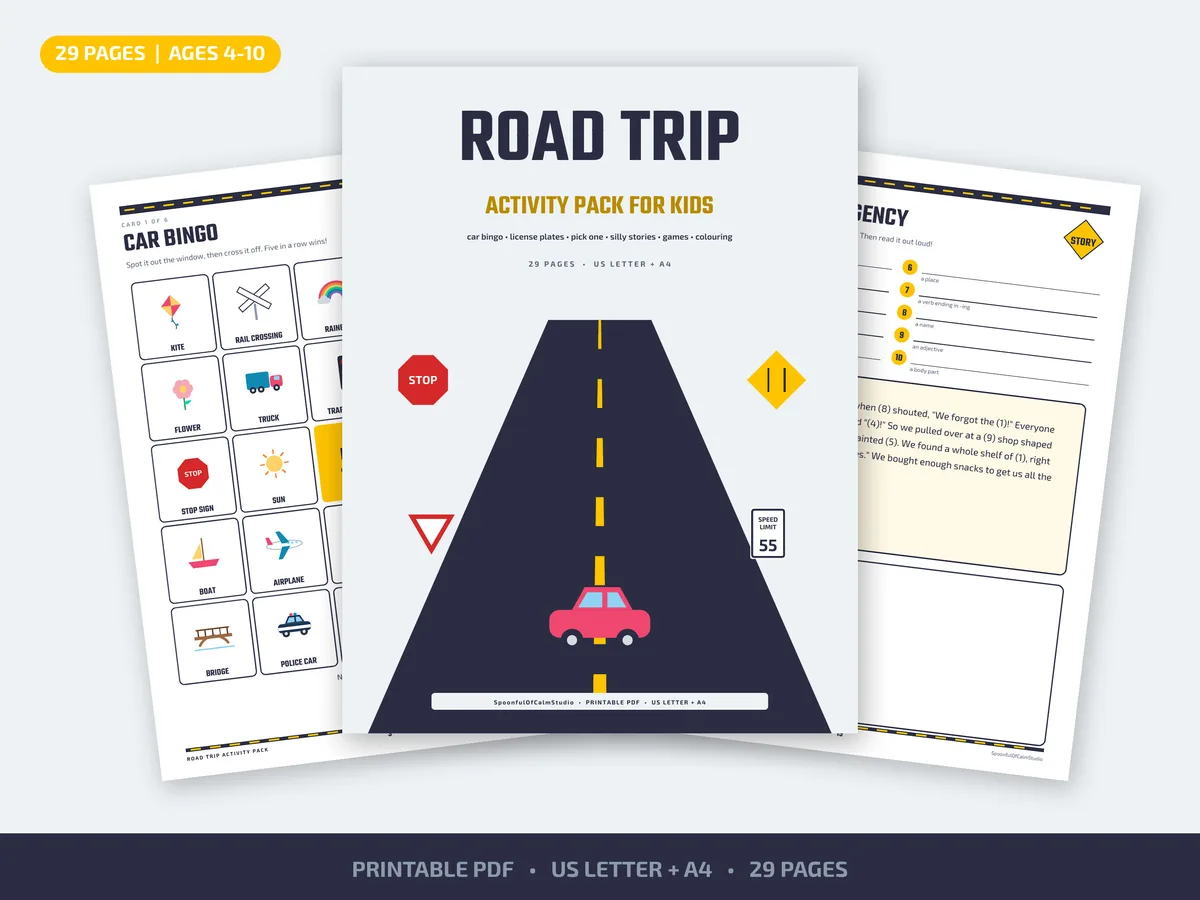 29 PAGES | AGES 4-10
ROAD TRIP
ACTIVITY PACK FOR KIDS
car bingo • license plates • pick one • silly stories • games • colouring
29 PAGES • US LETTER + A4
STOP
SPEED
LIMIT
55
SpoonfulOfCalmStudio • PRINTABLE PDF • US LETTER + A4
CARD 1 OF 6
CAR BINGO
Spot it out the window, then cross it off. Five in a row wins!
KITE
RAIL CROSSING
FLOWER
TRUCK
STOP
STOP SIGN
SUN
BOAT
AIRPLANE
BRIDGE
POLICE CAR
ROAD TRIP ACTIVITY PACK
GENCY
STORY
Then read it out loud!
6
a place
7
a verb ending in -ing
8
a name
9
an adjective
10
a body part
when (8) shouted, "We forgot the (1)!" Everyone
"(4)!" So we pulled over at a (9) shop shaped
ainted (5). We found a whole shelf of (1), right
We bought enough snacks to get us all the
SpoonfulOfCalmStudio
PRINTABLE PDF • US LETTER + A4 • 29 PAGES